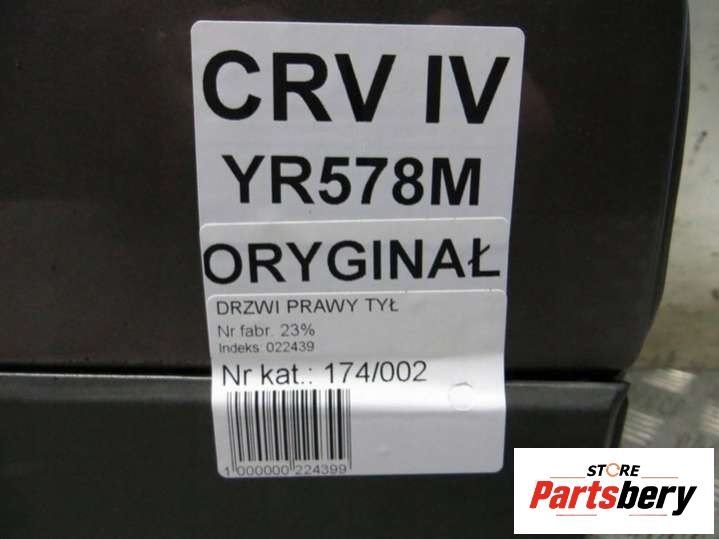 CRV IV
YR578M
ORYGINAŁ
DRZWI PRAWY TYŁ
Nr fabr. 23%
Indeks: 022439
Nr kat.: 174/002
1 000000 224399
STORE
Partsbery